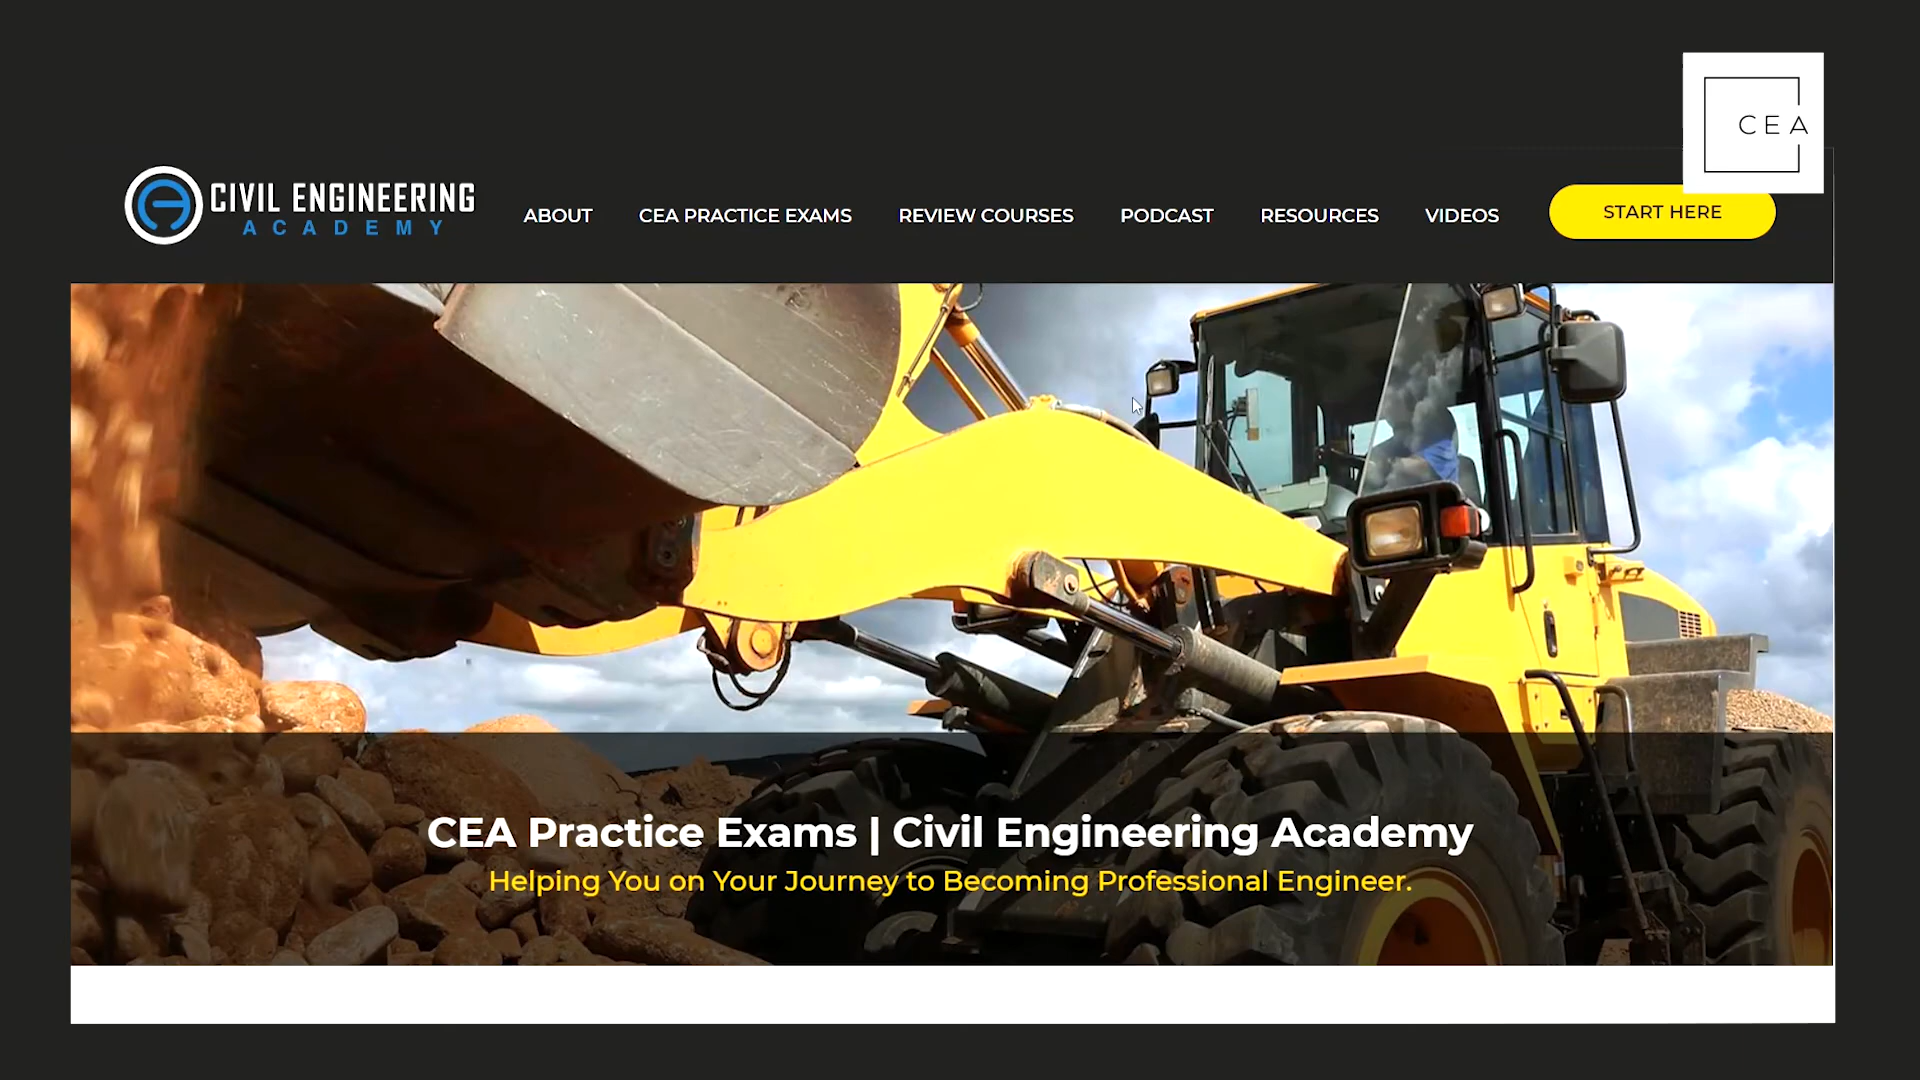 CEA
CIVIL ENGINEERING
ACADEMY
ABOUT CEA PRACTICE EXAMS REVIEW COURSES PODCAST RESOURCES VIDEOS START HERE
CEA Practice Exams | Civil Engineering Academy
Helping You on Your Journey to Becoming Professional Engineer.